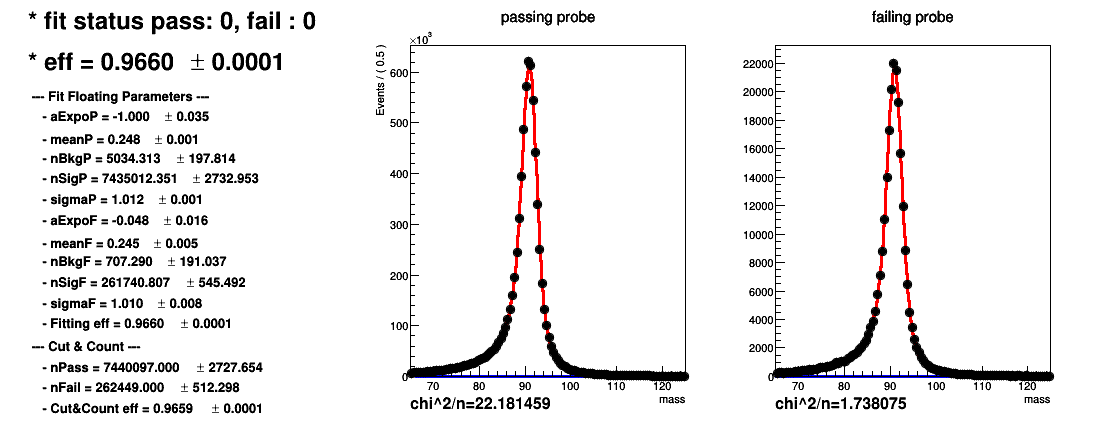 * fit status pass: 0, fail : 0
* eff = 0.9660 ± 0.0001
--- Fit Floating Parameters ---
- aExpoP = -1.000 ± 0.035
- meanP = 0.248 ± 0.001
- nBkgP = 5034.313 ± 197.814
- nSigP = 7435012.351 ± 2732.953
- sigmaP = 1.012 ± 0.001
- aExpoF = -0.048 ± 0.016
- meanF = 0.245 ± 0.005
- nBkgF = 707.290 ± 191.037
- nSigF = 261740.807 ± 545.492
- sigmaF = 1.010 ± 0.008
- Fitting eff = 0.9660 ± 0.0001
--- Cut & Count ---
- nPass = 7440097.000 ± 2727.654
- nFail = 262449.000 ± 512.298
- Cut&Count eff = 0.9659 ± 0.0001
passing probe
×10³
Events / ( 0.5 )
600
500
400
300
200
100
0
70 80 90 100 110 120
mass
chi^2/n=22.181459
failing probe
22000
20000
18000
16000
14000
12000
10000
8000
6000
4000
2000
0
70 80 90 100 110 120
mass
chi^2/n=1.738075